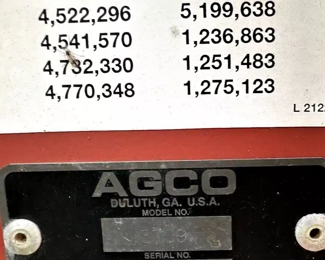 4,522,296 5,199,638
4,541,570 1,236,863
4,732,330 1,251,483
4,770,348 1,275,123
L 212
AGCO
DULUTH, GA. U.S.A.
MODEL NO.
SERIAL NO.